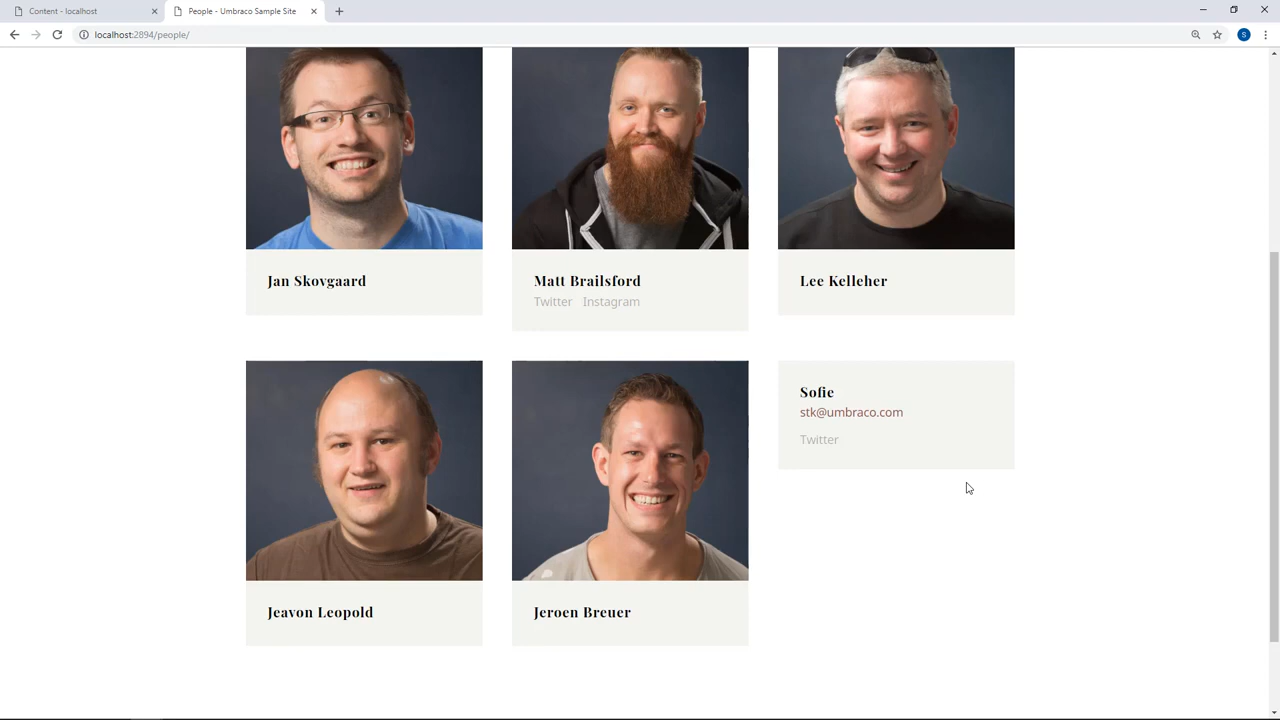 Content - localhost
People - Umbraco Sample Site
localhost:2894/people/
S
Jan Skovgaard
Matt Brailsford
Lee Kelleher
Twitter Instagram
Sofie
stk@umbraco.com
Twitter
Jeavon Leopold
Jeroen Breuer